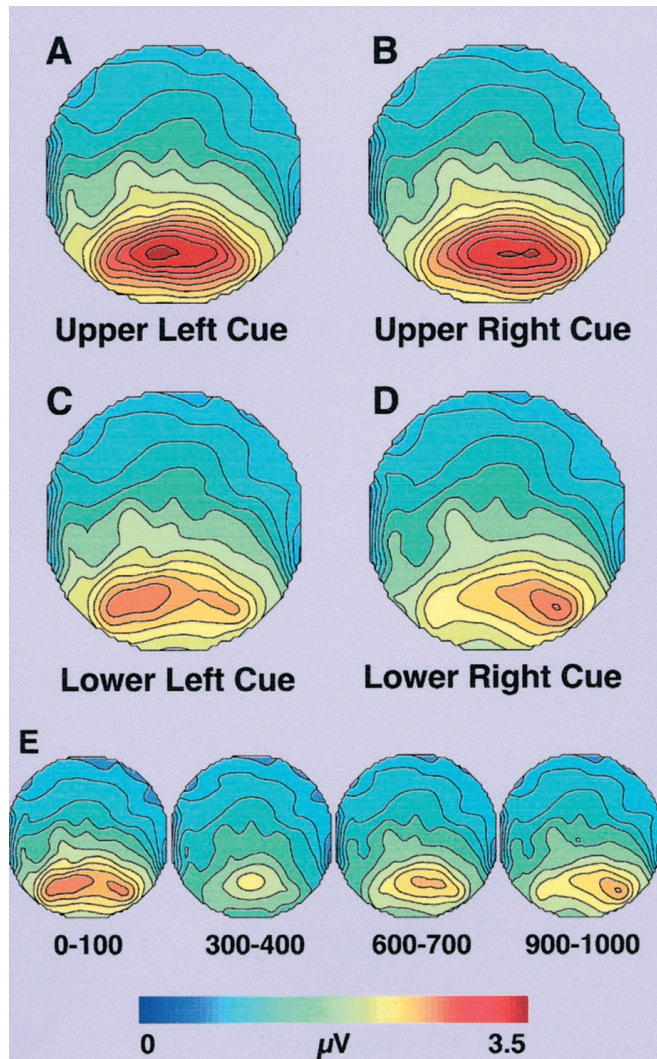 A B
Upper Left Cue Upper Right Cue
C D
Lower Left Cue Lower Right Cue
E
0-100 300-400 600-700 900-1000
0 µV 3.5